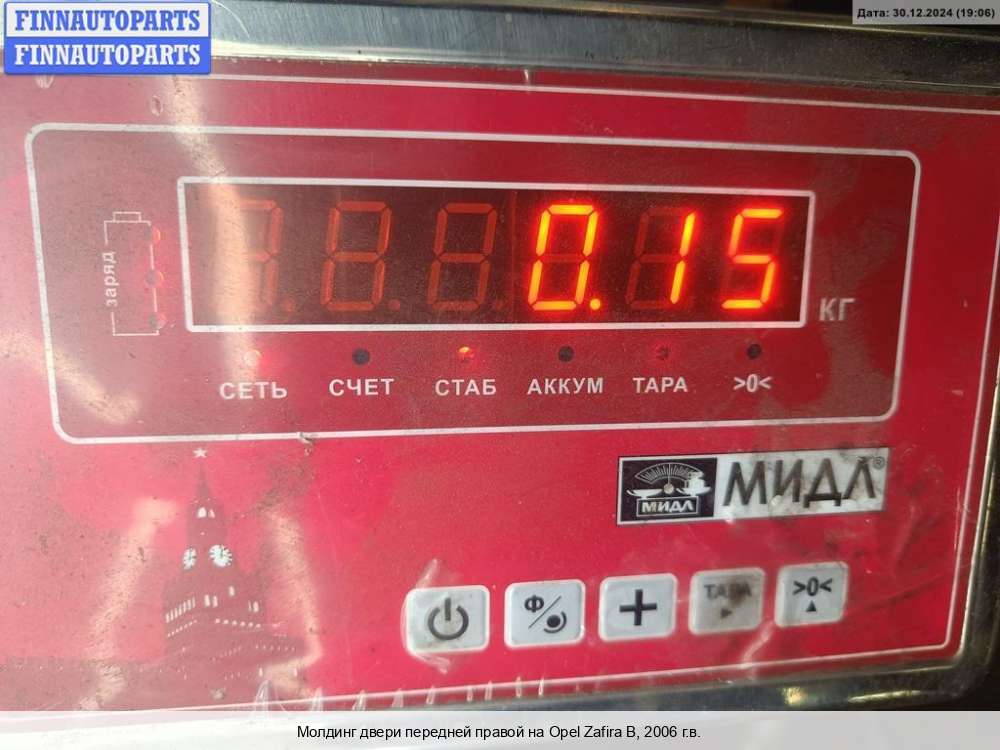 FINNAUTOPARTS
FINNAUTOPARTS
Дата: 30.12.2024 (19:06)
заряд
0.15
КГ
СЕТЬ СЧЕТ СТАБ АККУМ ТАРА >0<
МИДЛ
МИДЛ®
Ф/
+
ТАРА
>0<
Молдинг двери передней правой на Opel Zafira B, 2006 г.в.